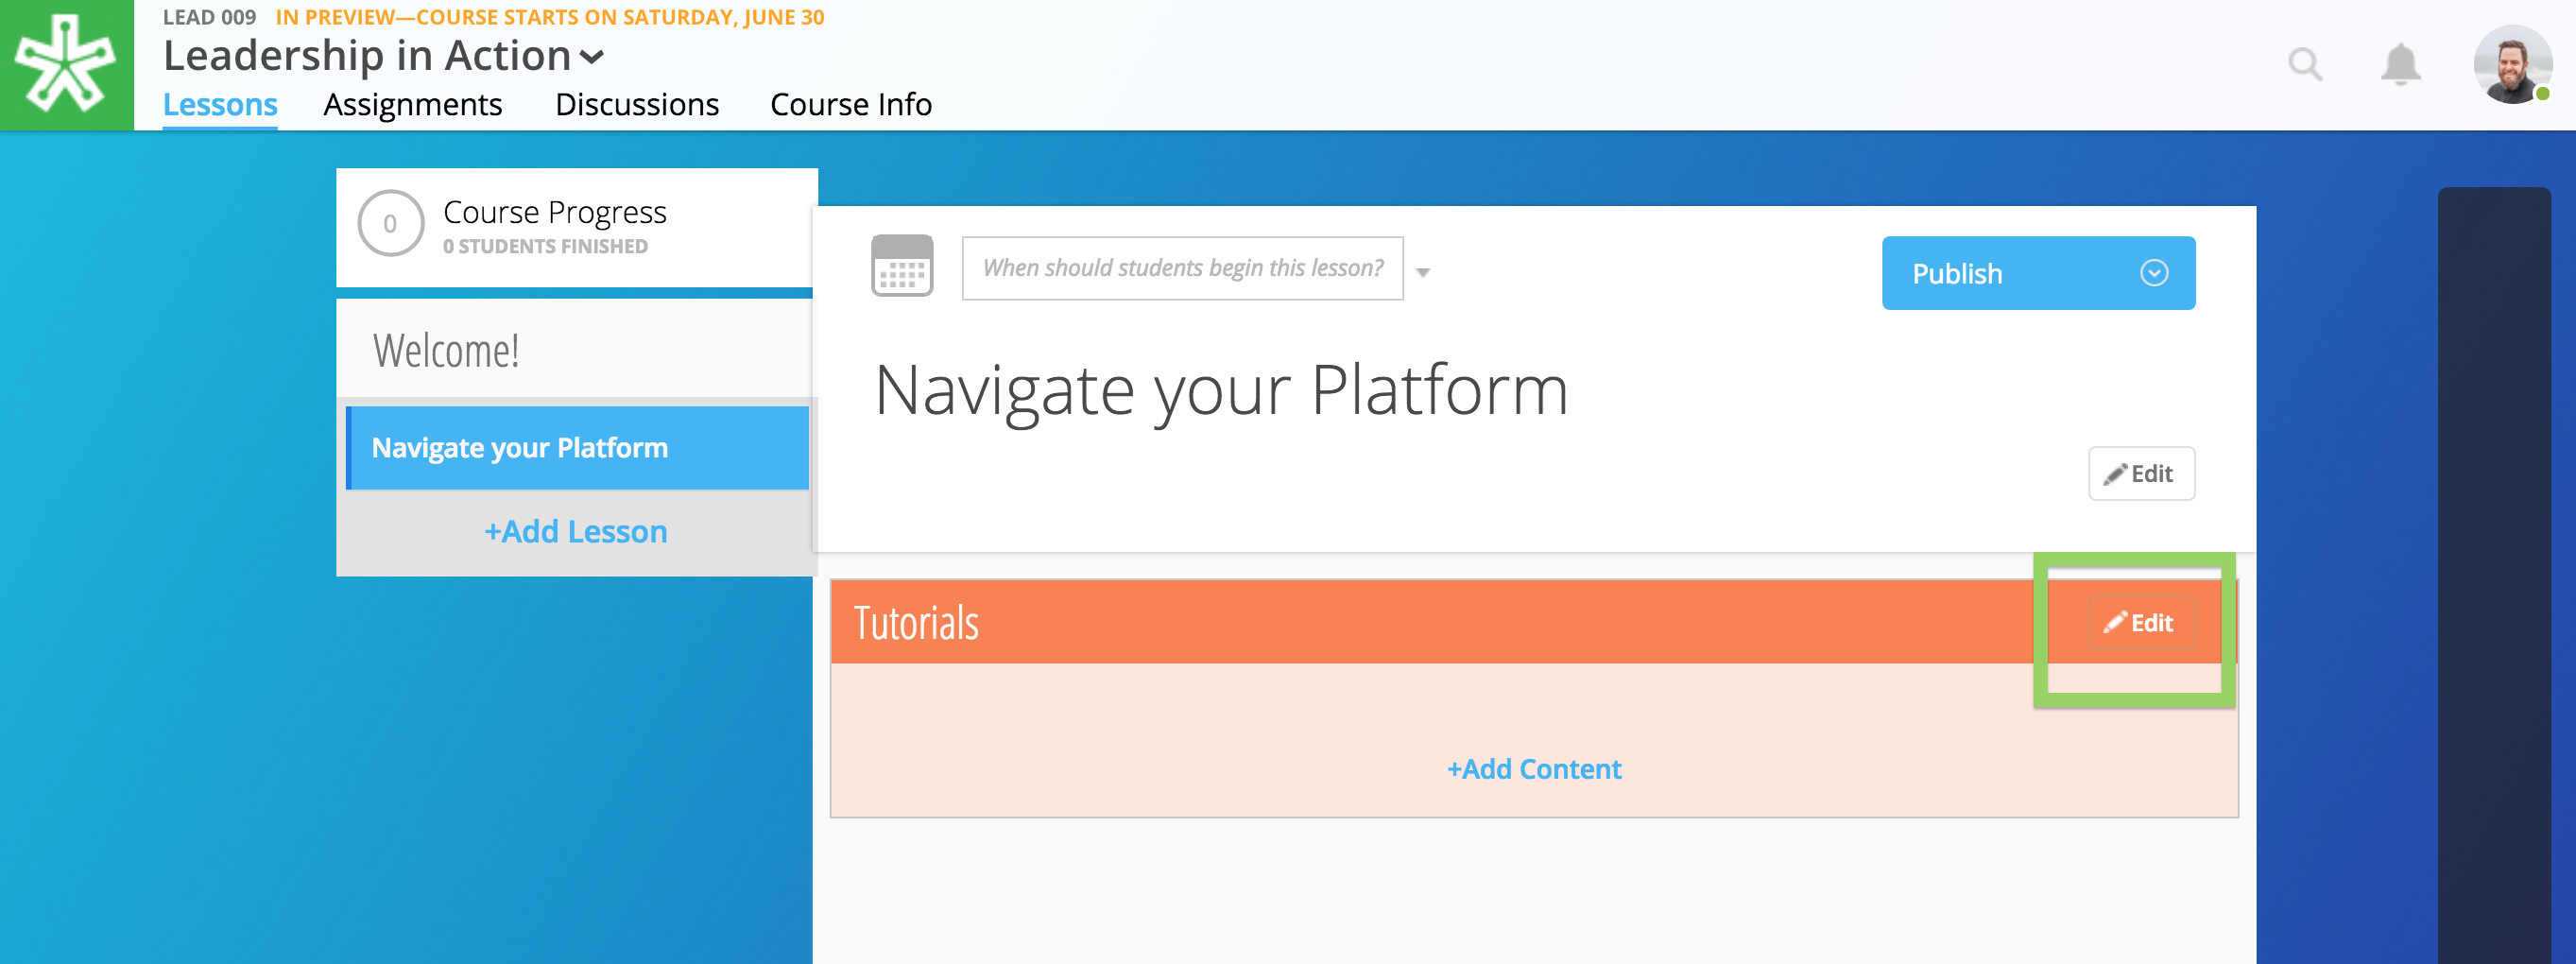 LEAD 009 IN PREVIEW—COURSE STARTS ON SATURDAY, JUNE 30
Leadership in Action
Lessons Assignments Discussions Course Info
0
Course Progress
0 STUDENTS FINISHED
Welcome!
Navigate your Platform
+Add Lesson
When should students begin this lesson?
Publish
Navigate your Platform
Edit
Tutorials
Edit
+Add Content